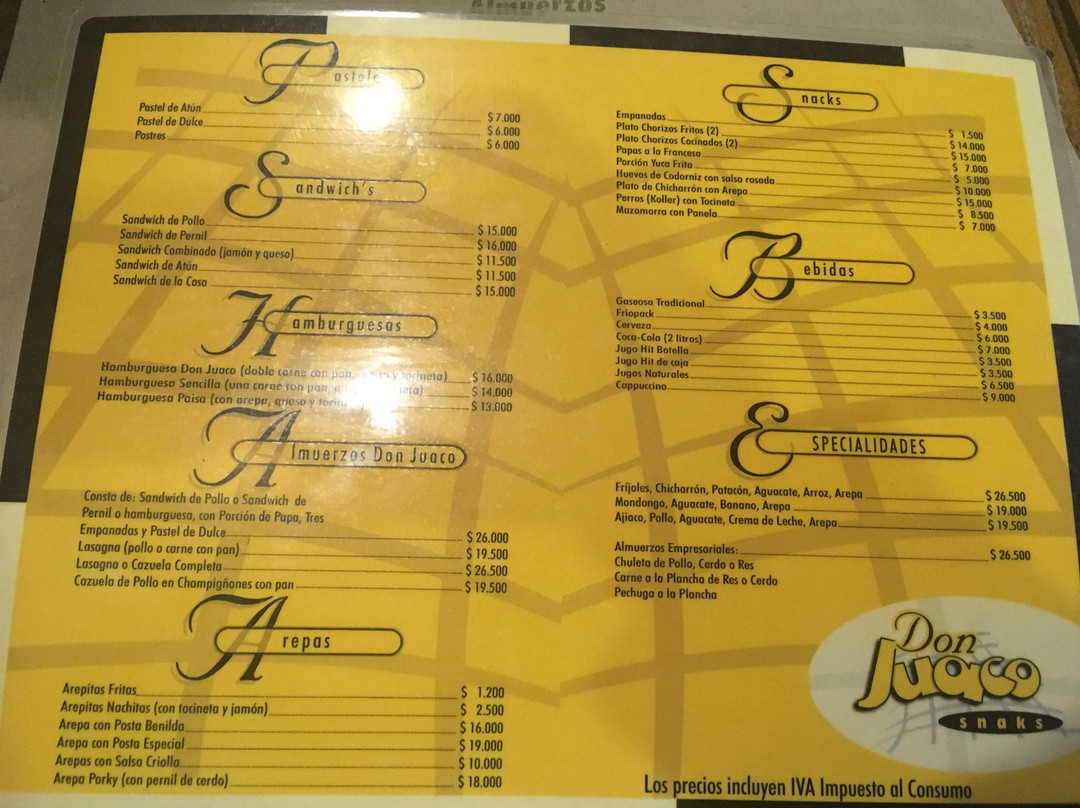 Almuerzos
Pasteles
Pastel de Atún $ 7.000
Pastel de Dulce $ 6.000
Postres $ 6.000
Sandwich's
Sandwich de Pollo $ 15.000
Sandwich de Pernil $ 16.000
Sandwich Combinado (jamón y queso) $ 11.500
Sandwich de Atún $ 11.500
Sandwich de la Casa $ 15.000
Hamburguesas
Hamburguesa Don Juaco (doble carne con pan, y tocineta) $ 16.000
Hamburguesa Sencilla (una carne con pan, $ 14.000
Hamburguesa Paisa (con arepa, queso y $ 13.000
Almuerzos Don Juaco
Consta de: Sandwich de Pollo o Sandwich de
Pernil o hamburguesa, con Porción de Papa, Tres
Empanadas y Pastel de Dulce $ 26.000
Lasagna (pollo o carne con pan) $ 19.500
Lasagna o Cazuela Completa $ 26.500
Cazuela de Pollo en Champigñones con pan $ 19.500
Arepas
Arepitas Fritas $ 1.200
Arepitas Nachitas (con tocineta y jamón) $ 2.500
Arepa con Posta Benilda $ 16.000
Arepa con Posta Especial $ 19.000
Arepas con Salsa Criolla $ 10.000
Arepa Porky (con pernil de cerdo) $ 18.000
Snacks
Empanadas $ 1.500
Plato Chorizos Fritos (2) $ 14.000
Plato Chorizos Cocinados (2) $ 15.000
Papas a la Francesa $ 7.000
Porción Yuca Frita $ 5.000
Huevos de Codorniz con salsa rosada $ 10.000
Plato de Chicharrón con Arepa $ 15.000
Perros (Koller) con Tocineta $ 8.500
Mazamorra con Panela $ 7.000
Bebidas
Gaseosa Tradicional $ 3.500
Friopack $ 4.000
Cerveza $ 6.000
Coca-Cola (2 litros) $ 7.000
Jugo Hit Botella $ 3.500
Jugo Hit de caja $ 3.500
Jugos Naturales $ 6.500
Cappuccino $ 9.000
ESPECIALIDADES
Fríjoles, Chicharrón, Patacón, Aguacate, Arroz, Arepa $ 26.500
Mondongo, Aguacate, Banano, Arepa $ 19.000
Ajiaco, Pollo, Aguacate, Crema de Leche, Arepa $ 19.500
Almuerzos Empresariales: $ 26.500
Chuleta de Pollo, Cerdo o Res
Carne a la Plancha de Res o Cerdo
Pechuga a la Plancha
Don
Juaco
snaks
Los precios incluyen IVA Impuesto al Consumo